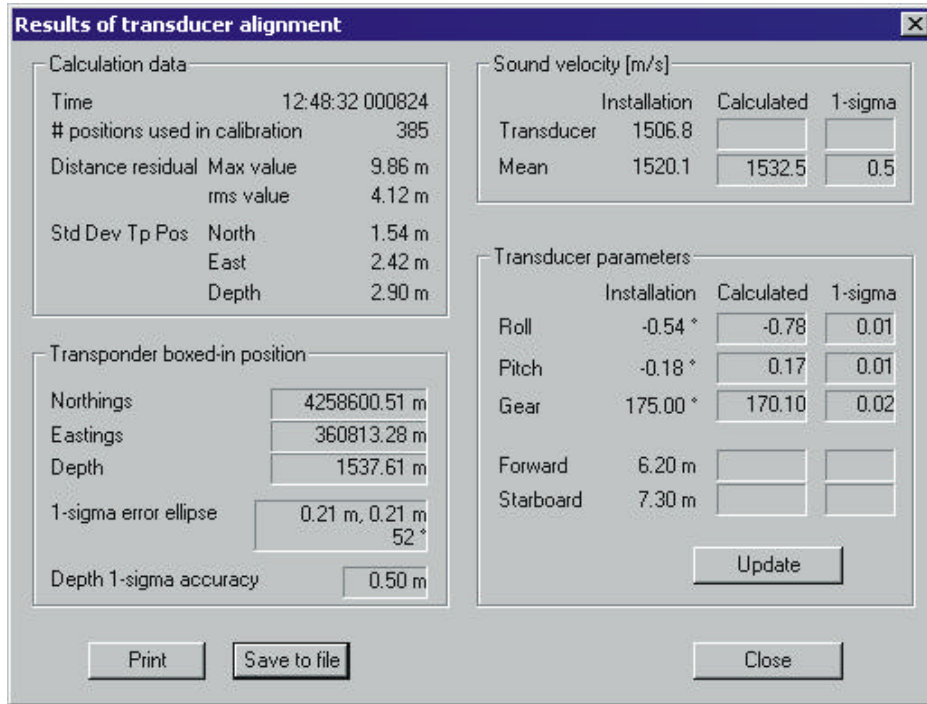 Results of transducer alignment
Calculation data
Time 12:48:32 000824
# positions used in calibration 385
Distance residual Max value 9.86 m
rms value 4.12 m
Std Dev Tp Pos North 1.54 m
East 2.42 m
Depth 2.90 m
Transponder boxed-in position
Northings 4258600.51 m
Eastings 360813.28 m
Depth 1537.61 m
1-sigma error ellipse 0.21 m, 0.21 m
52 °
Depth 1-sigma accuracy 0.50 m
Sound velocity [m/s]
Installation Calculated 1-sigma
Transducer 1506.8
Mean 1520.1 1532.5 0.5
Transducer parameters
Installation Calculated 1-sigma
Roll -0.54 ° -0.78 0.01
Pitch -0.18 ° 0.17 0.01
Gear 175.00 ° 170.10 0.02
Forward 6.20 m
Starboard 7.30 m
Update
Print Save to file Close